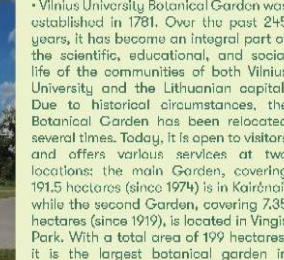 • Vilnius University Botanical Garden was
established in 1781. Over the past 245
years, it has become an integral part of
the scientific, educational, and social
life of the communities of both Vilnius
University and the Lithuanian capital.
Due to historical circumstances, the
Botanical Garden has been relocated
several times. Today, it is open to visitors
and offers various services at two
locations: the main Garden, covering
191.5 hectares (since 1974) is in Kairėnai
while the second Garden, covering 7.35
hectares (since 1919), is located in Vingis
Park. With a total area of 199 hectares,
it is the largest botanical garden in